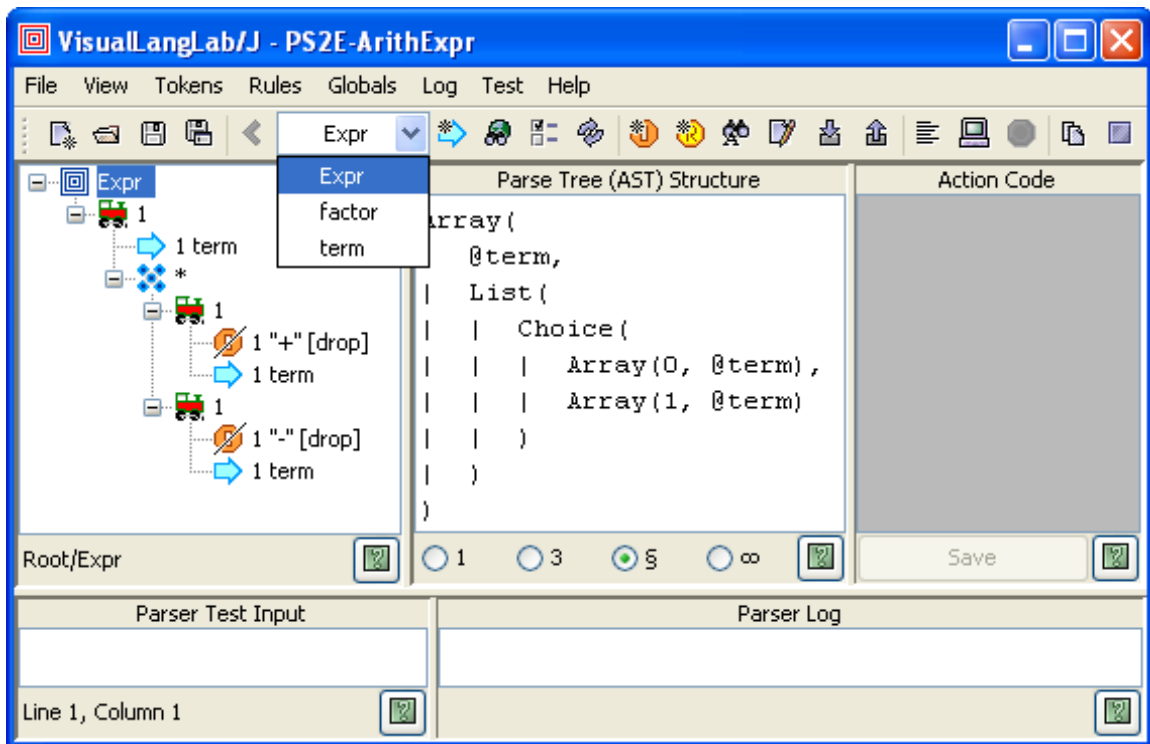 VisualLangLab/J - PS2E-ArithExpr
File View Tokens Rules Globals Log Test Help
Expr
Expr
factor
term
Expr
1
1 term
*
1
1 "+" [drop]
1 term
1
1 "-" [drop]
1 term
Root/Expr
Parse Tree (AST) Structure
Array(
@term,
| List(
| | Choice(
| | | Array(0, @term),
| | | Array(1, @term)
| | )
| )
)
1 3 § ∞
Action Code
Save
Parser Test Input
Line 1, Column 1
Parser Log